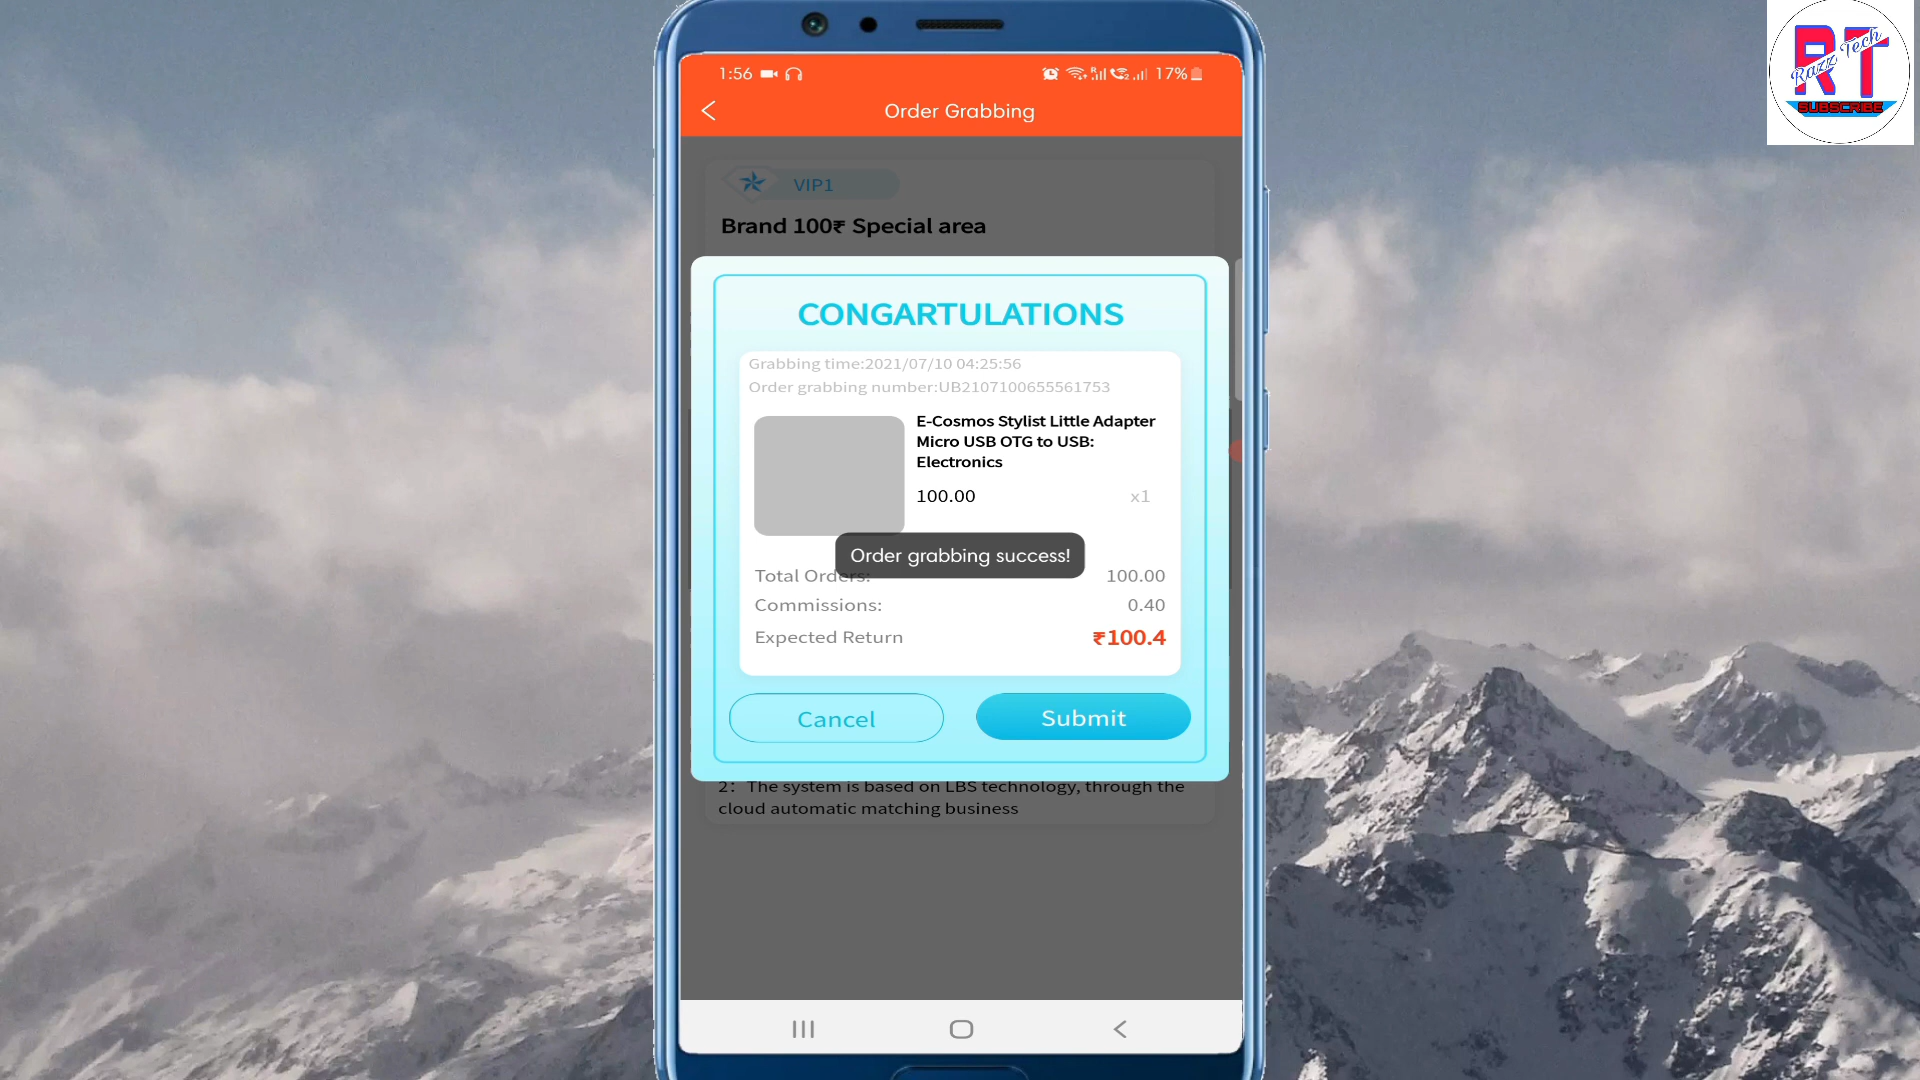 1:56
17%
Order Grabbing
VIP1
Brand 100₹ Special area
CONGARTULATIONS
Grabbing time:2021/07/10 04:25:56
Order grabbing number:UB2107100655561753
E-Cosmos Stylist Little Adapter
Micro USB OTG to USB:
Electronics
100.00 x1
Order grabbing success!
Total Orders: 100.00
Commissions: 0.40
Expected Return ₹100.4
Cancel Submit
2：The system is based on LBS technology, through the
cloud automatic matching business
RT
Razz Tech
SUBSCRIBE